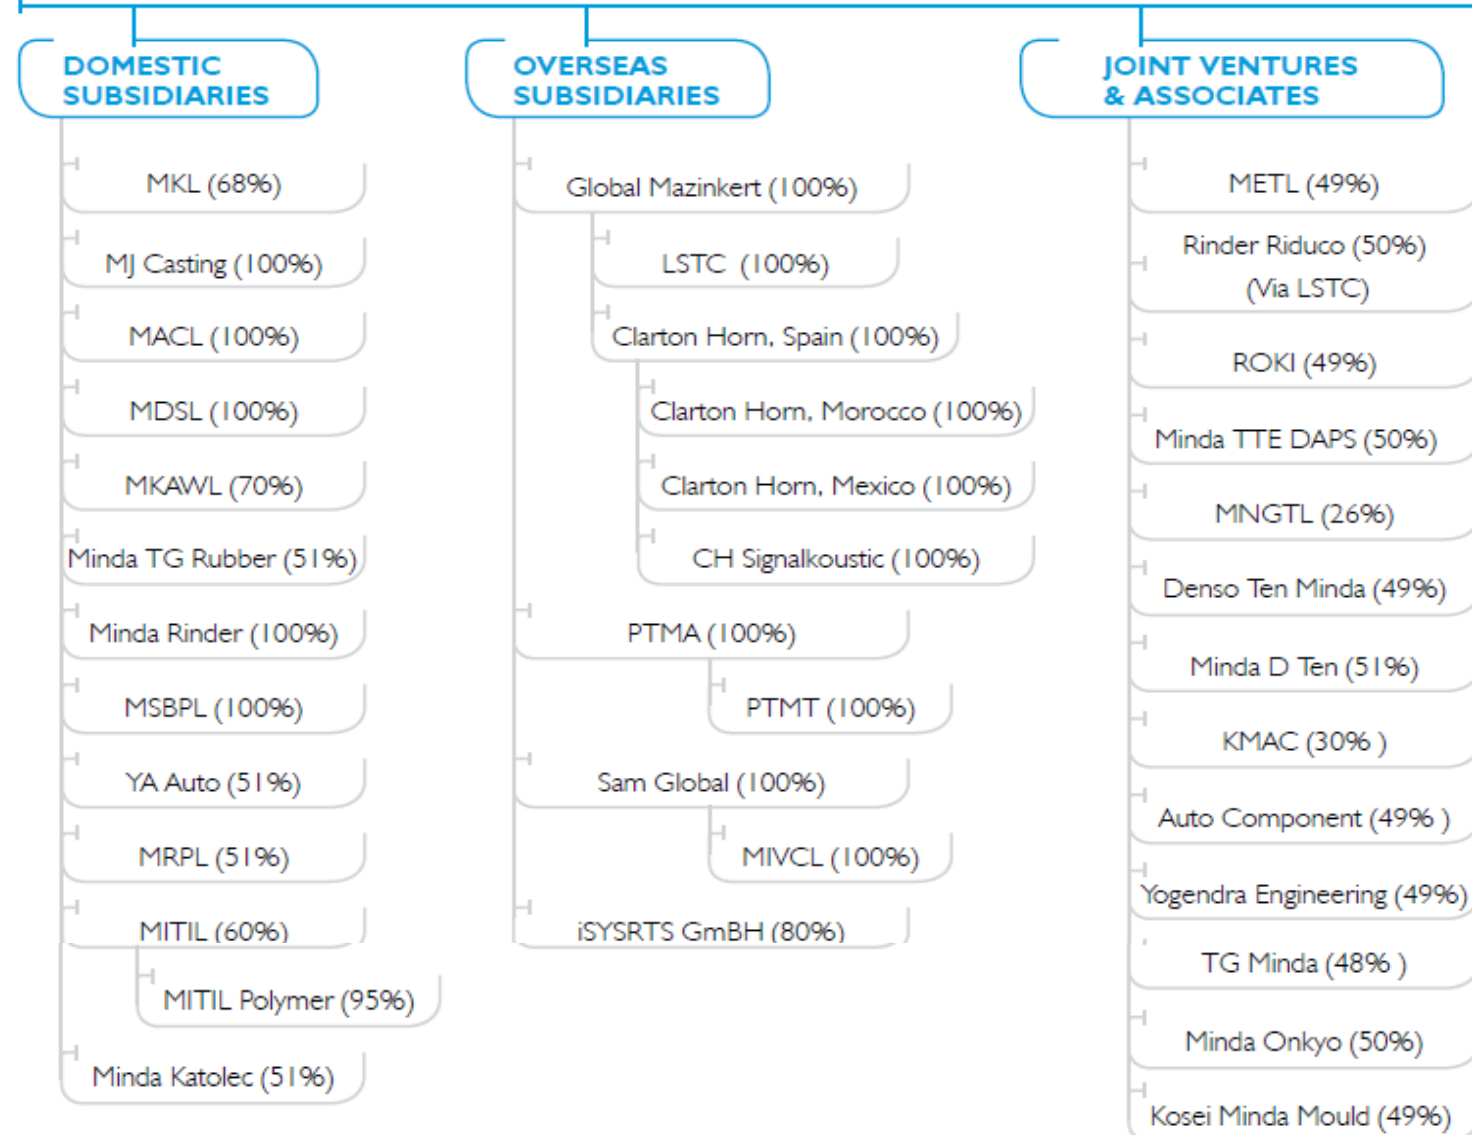 DOMESTIC
SUBSIDIARIES
MKL (68%)
MJ Casting (100%)
MACL (100%)
MDSL (100%)
MKAWL (70%)
Minda TG Rubber (51%)
Minda Rinder (100%)
MSBPL (100%)
YA Auto (51%)
MRPL (51%)
MITIL (60%)
MITIL Polymer (95%)
Minda Katolec (51%)
OVERSEAS
SUBSIDIARIES
Global Mazinkert (100%)
LSTC (100%)
Clarton Horn, Spain (100%)
Clarton Horn, Morocco (100%)
Clarton Horn, Mexico (100%)
CH Signalkoustic (100%)
PTMA (100%)
PTMT (100%)
Sam Global (100%)
MIVCL (100%)
iSYSRTS GmBH (80%)
JOINT VENTURES
& ASSOCIATES
METL (49%)
Rinder Riduco (50%)
(Via LSTC)
ROKI (49%)
Minda TTE DAPS (50%)
MNGTL (26%)
Denso Ten Minda (49%)
Minda D Ten (51%)
KMAC (30% )
Auto Component (49% )
Yogendra Engineering (49%)
TG Minda (48% )
Minda Onkyo (50%)
Kosei Minda Mould (49%)